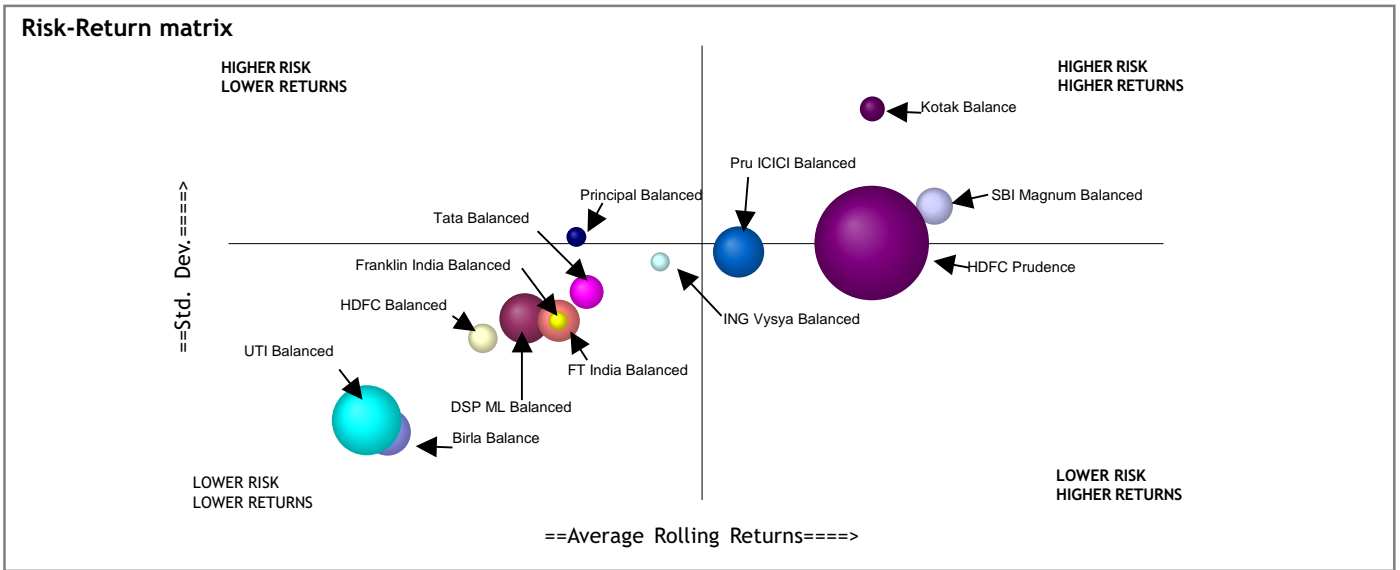 Risk-Return matrix
HIGHER RISK
LOWER RETURNS
HIGHER RISK
HIGHER RETURNS
Kotak Balance
Pru ICICI Balanced
Principal Balanced
SBI Magnum Balanced
Tata Balanced
Franklin India Balanced
HDFC Prudence
HDFC Balanced
ING Vysya Balanced
UTI Balanced
FT India Balanced
DSP ML Balanced
Birla Balance
==Std. Dev.====>
LOWER RISK
LOWER RETURNS
LOWER RISK
HIGHER RETURNS
==Average Rolling Returns====>